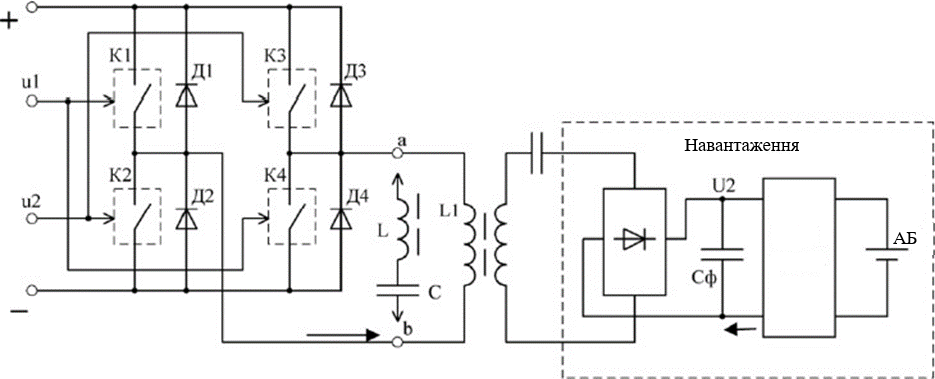 +
К1
Д1
К3
Д3
u1
К2
Д2
К4
Д4
u2
–
a
L
C
b
L1
Навантаження
U2
Сф
АБ